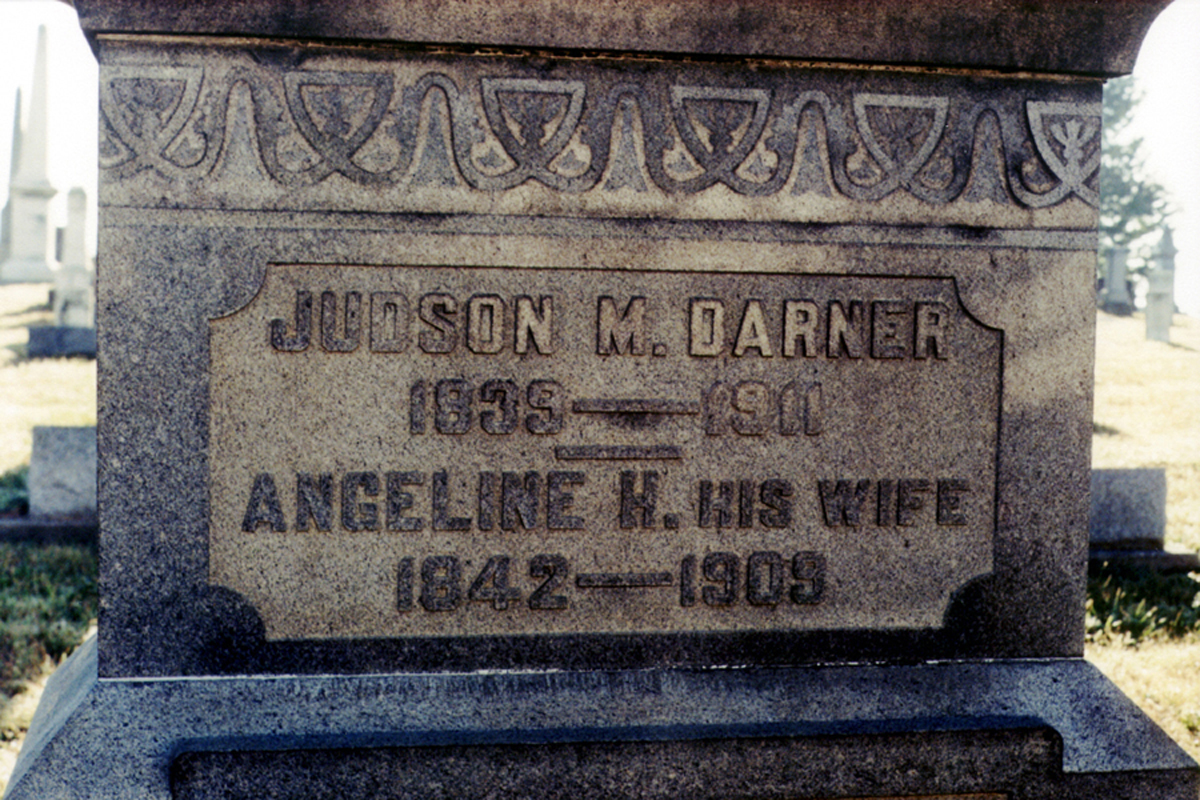 JUDSON M. DARNER
1839—1911
ANGELINE H. HIS WIFE
1842—1909